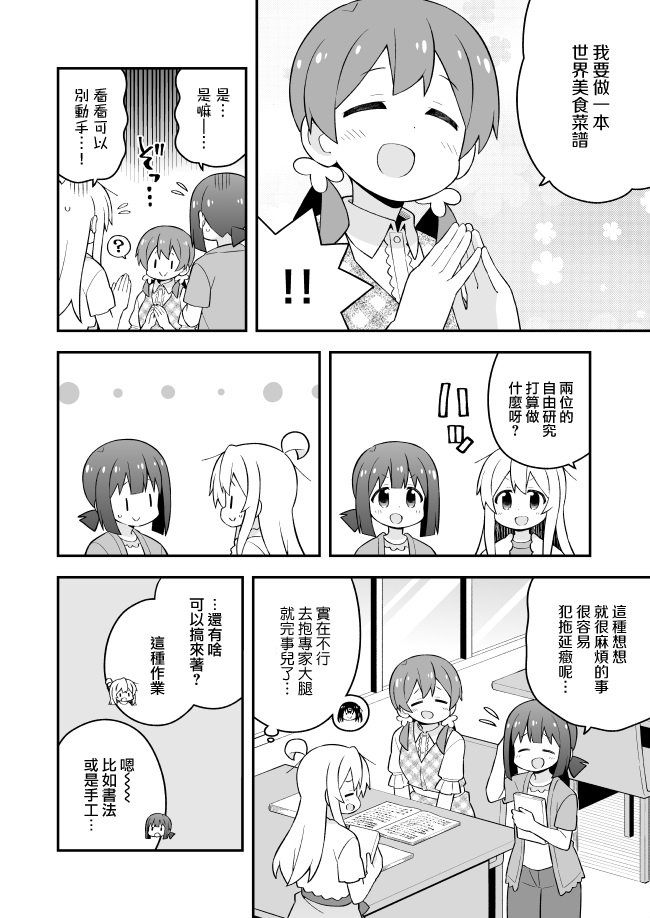 我要做一本
世界美食菜譜
!!
是…
是嘛──
看看可以
別動手…!
ぞっ…
?
兩位的
自由研究
打算做
什麼呀?
ハッ
這種想想
就很麻煩的事
很容易
犯拖延癥呢…
實在不行
去抱專家大腿
就完事兒了…
…還有啥
可以搞來著?
這種作業
嗯~~
比如書法
或是手工…